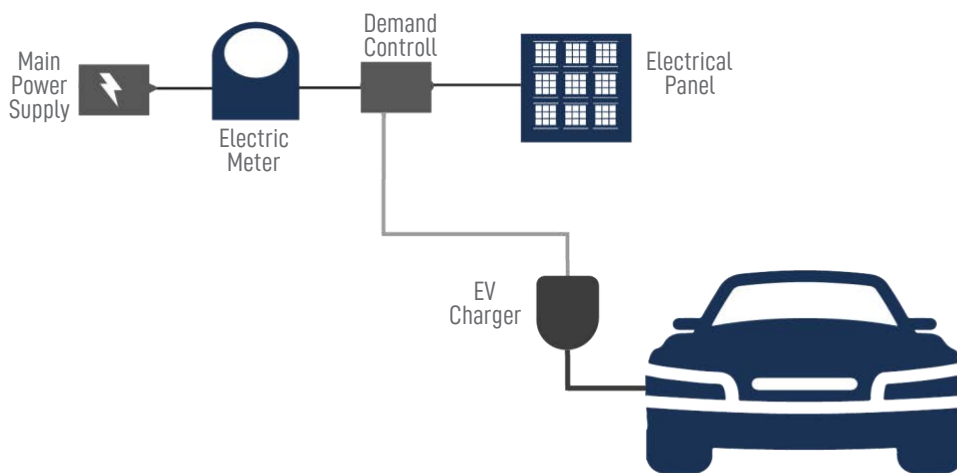 Main
Power
Supply
Electric
Meter
Demand
Controll
Electrical
Panel
EV
Charger